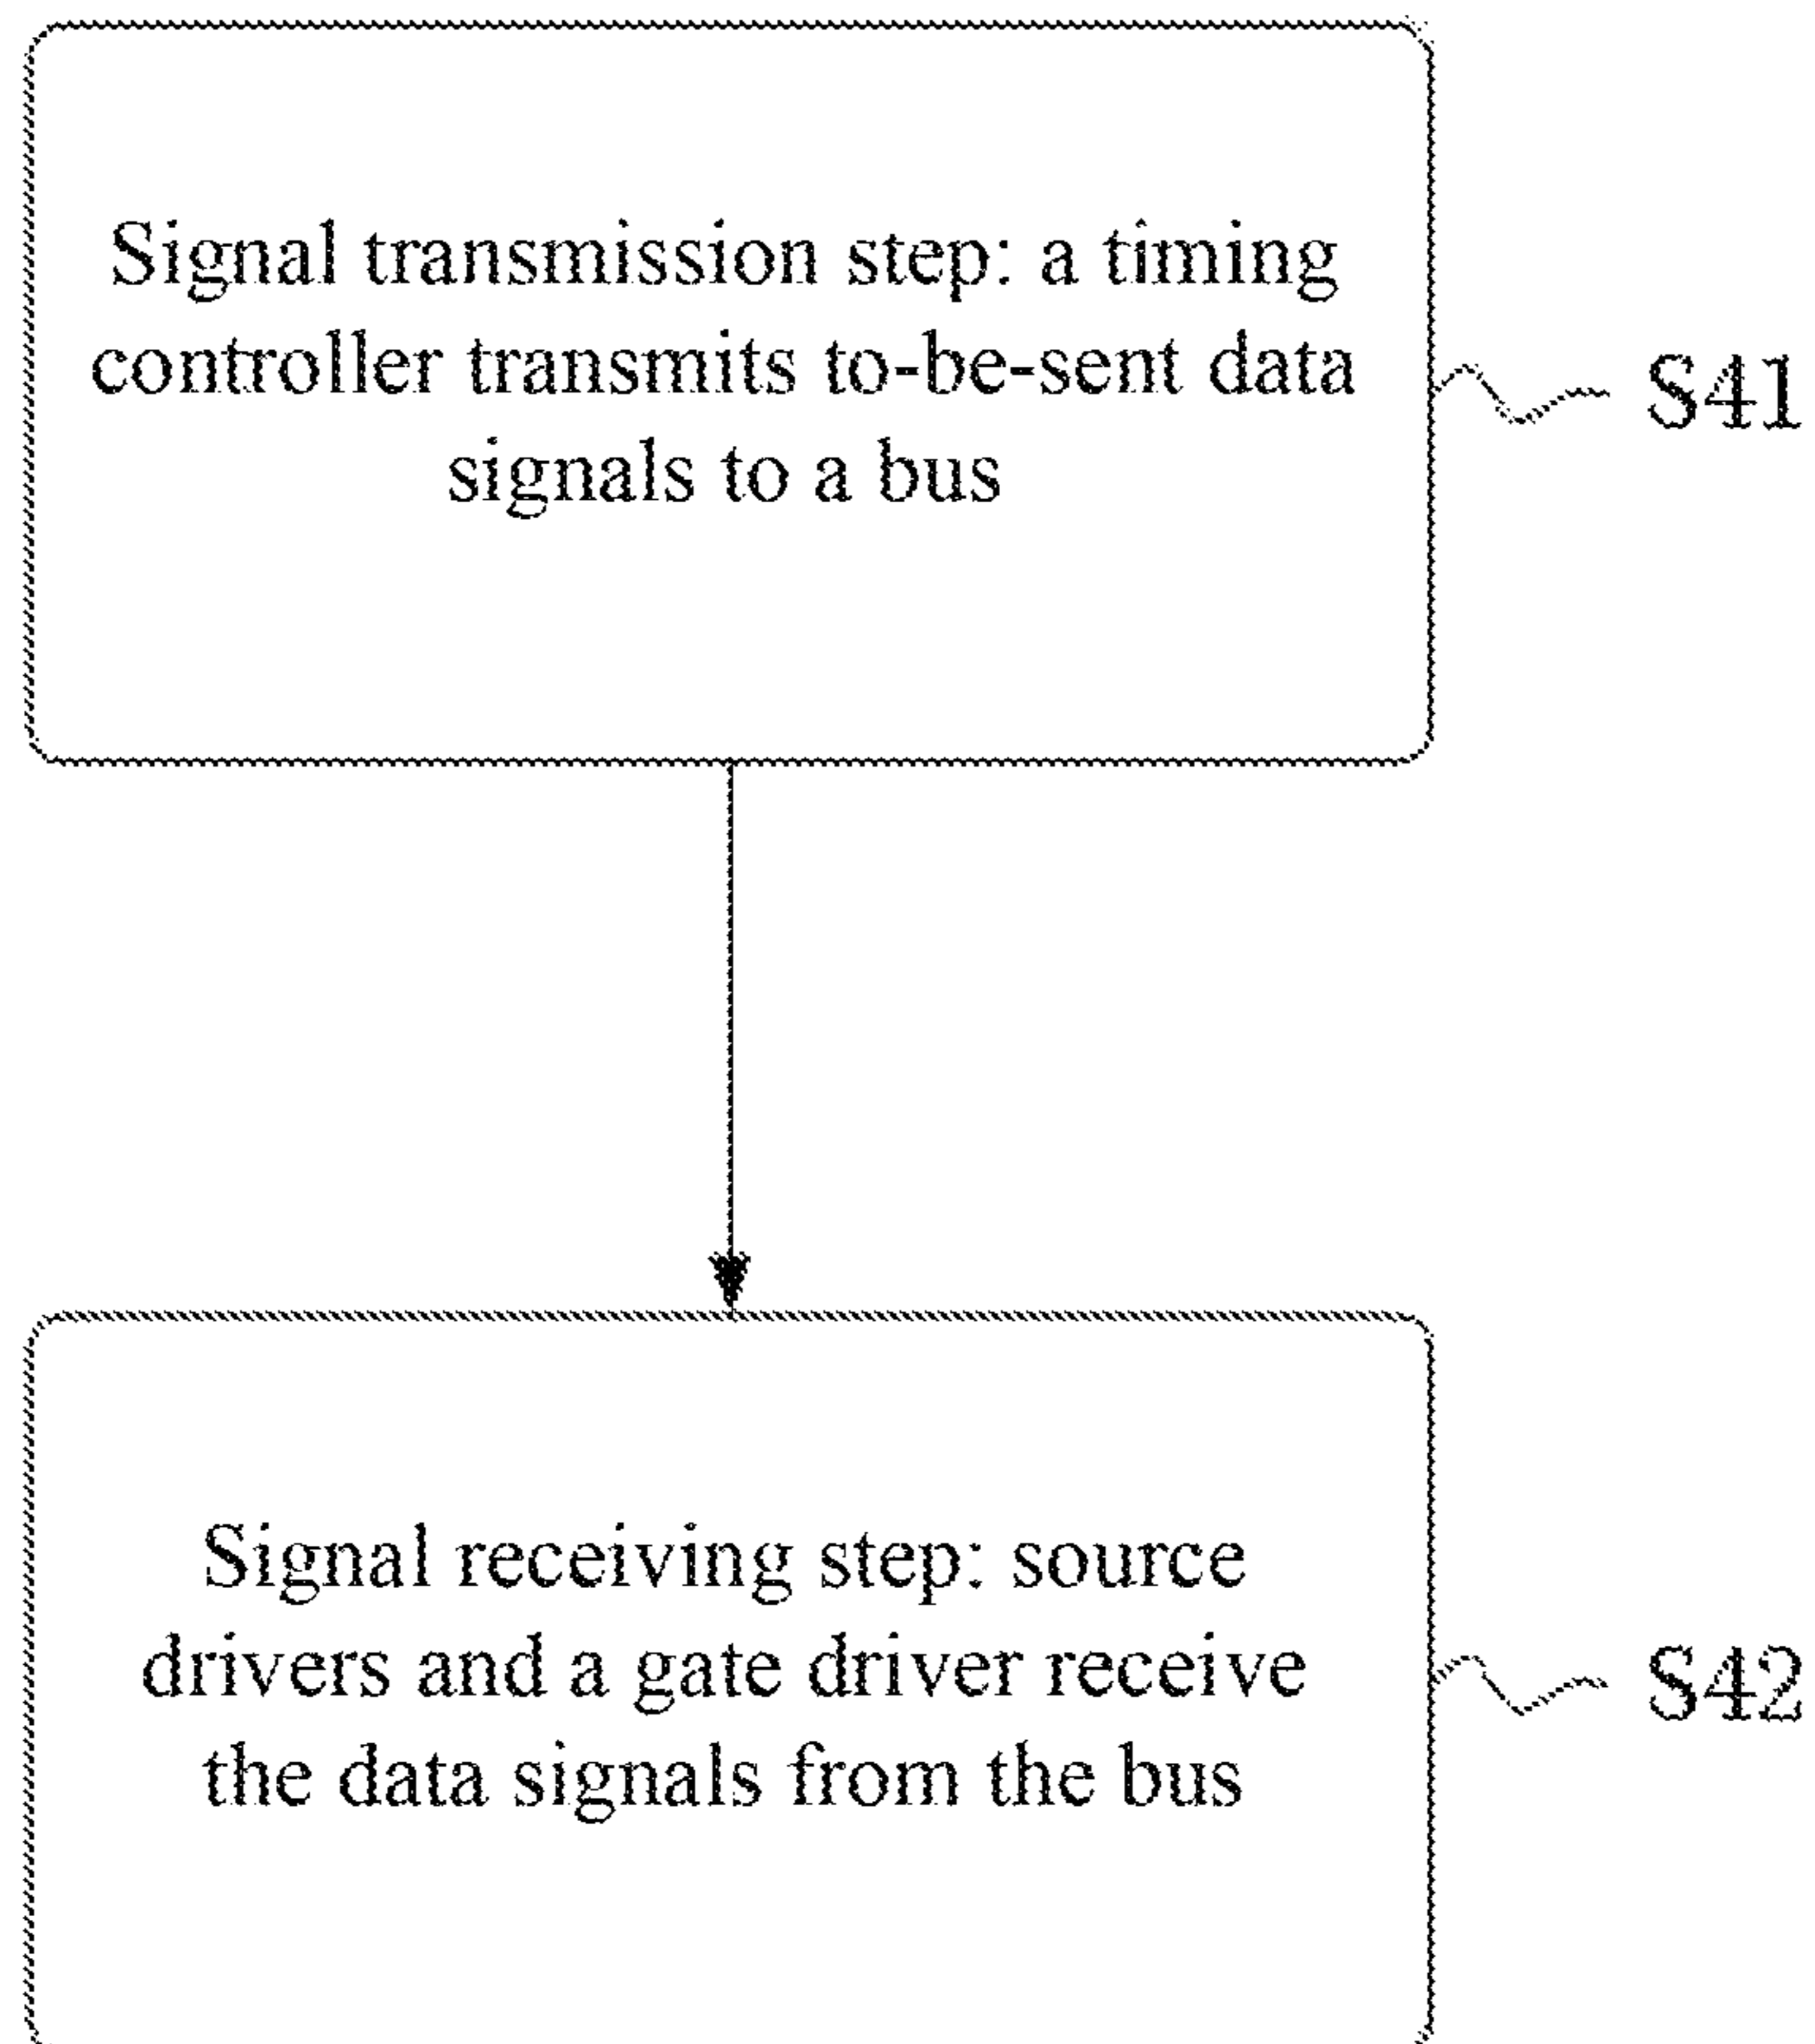 Signal transmission step: a timing
controller transmits to-be-sent data
signals to a bus
S41
Signal receiving step: source
drivers and a gate driver receive
the data signals from the bus
S42